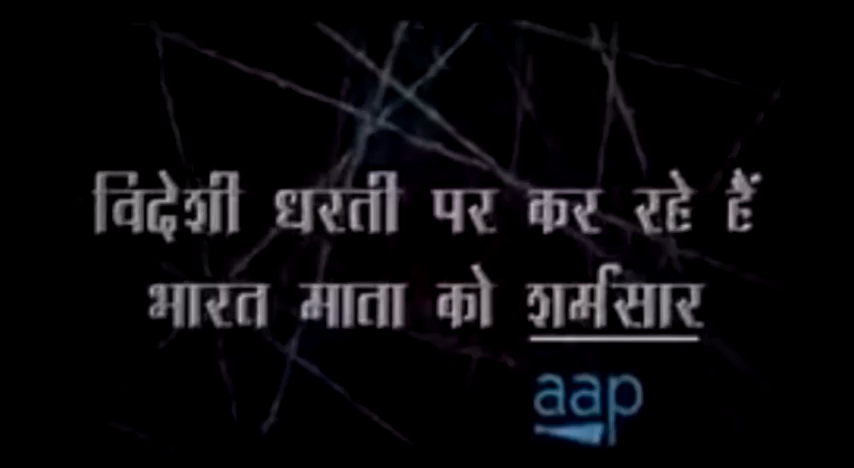 विदेशी धरती पर कर रहे हैं
भारत माता को शर्मसार
aap